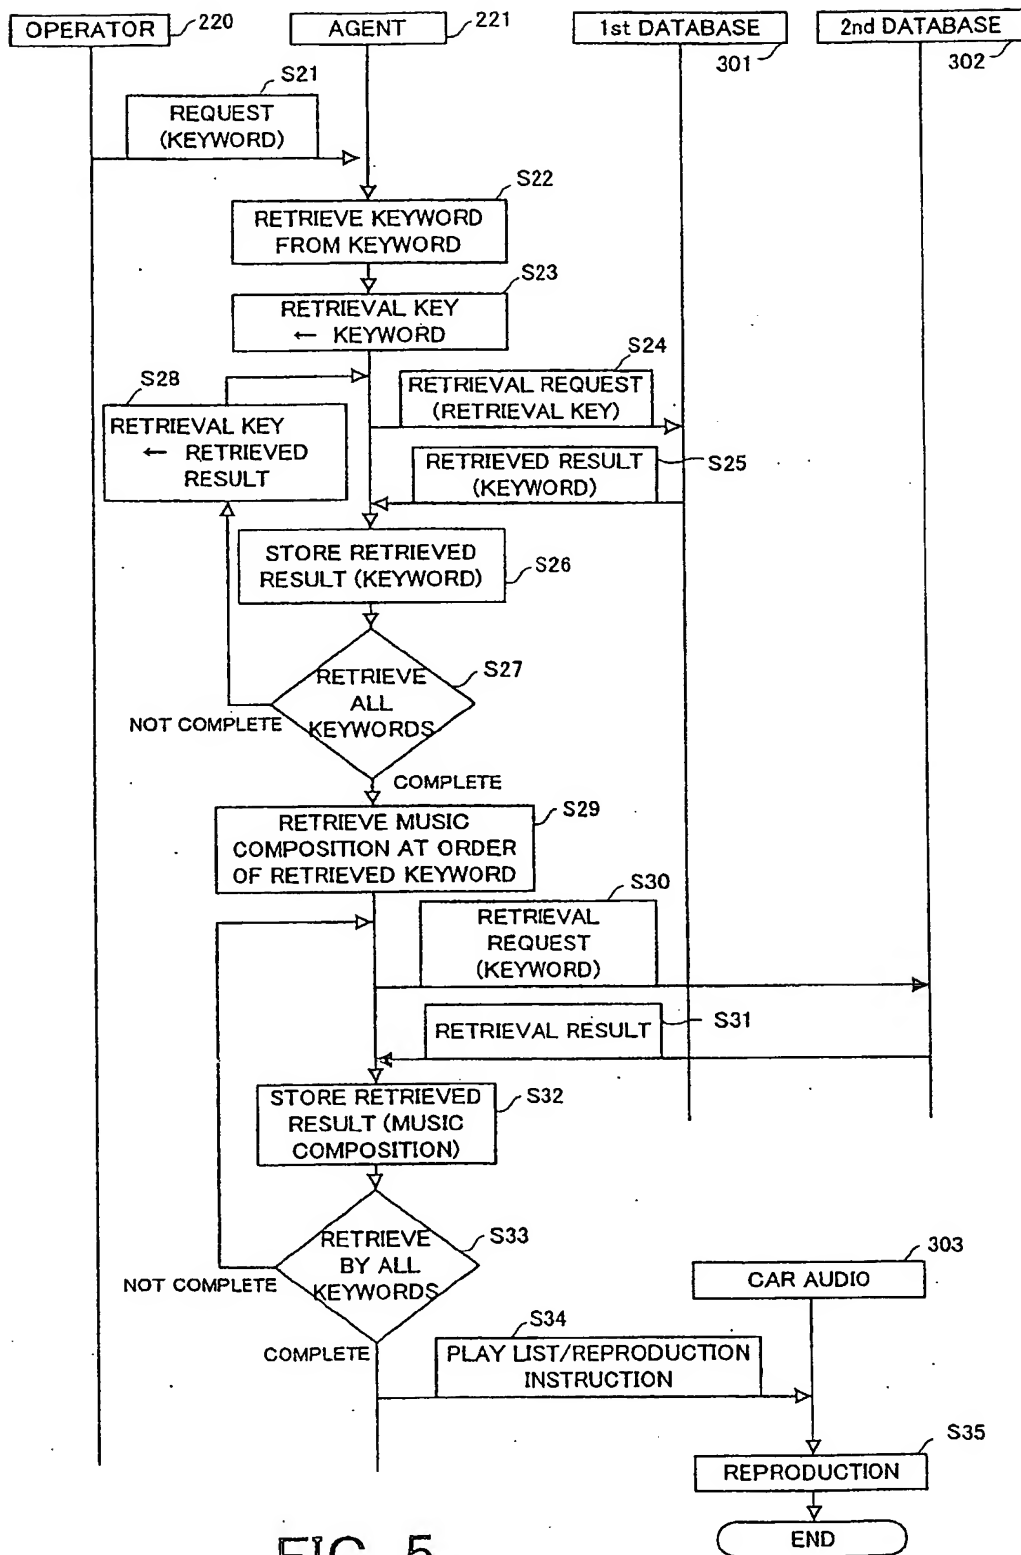 OPERATOR
220
AGENT
221
1st DATABASE
301
2nd DATABASE
302
S21
REQUEST
(KEYWORD)
S22
RETRIEVE KEYWORD
FROM KEYWORD
S23
RETRIEVAL KEY
← KEYWORD
S24
RETRIEVAL REQUEST
(RETRIEVAL KEY)
S28
RETRIEVAL KEY
← RETRIEVED
RESULT
RETRIEVED RESULT
(KEYWORD)
S25
STORE RETRIEVED
RESULT (KEYWORD)
S26
RETRIEVE
ALL
KEYWORDS
S27
NOT COMPLETE
COMPLETE
RETRIEVE MUSIC
COMPOSITION AT ORDER
OF RETRIEVED KEYWORD
S29
S30
RETRIEVAL
REQUEST
(KEYWORD)
RETRIEVAL RESULT
S31
STORE RETRIEVED
RESULT (MUSIC
COMPOSITION)
S32
RETRIEVE
BY ALL
KEYWORDS
S33
NOT COMPLETE
COMPLETE
303
CAR AUDIO
S34
PLAY LIST/REPRODUCTION
INSTRUCTION
S35
REPRODUCTION
END
FIG. 5